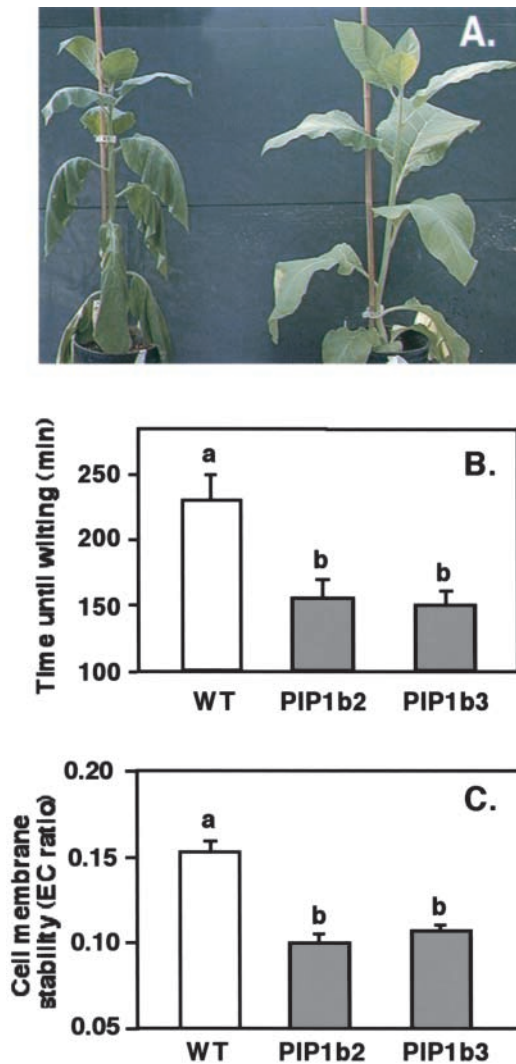 A.
B.
Time until wilting (min)
250
200
150
100
a
b
b
WT PIP1b2 PIP1b3
C.
Cell membrane
stability (EC ratio)
0.20
0.15
0.10
0.05
a
b
b
WT PIP1b2 PIP1b3